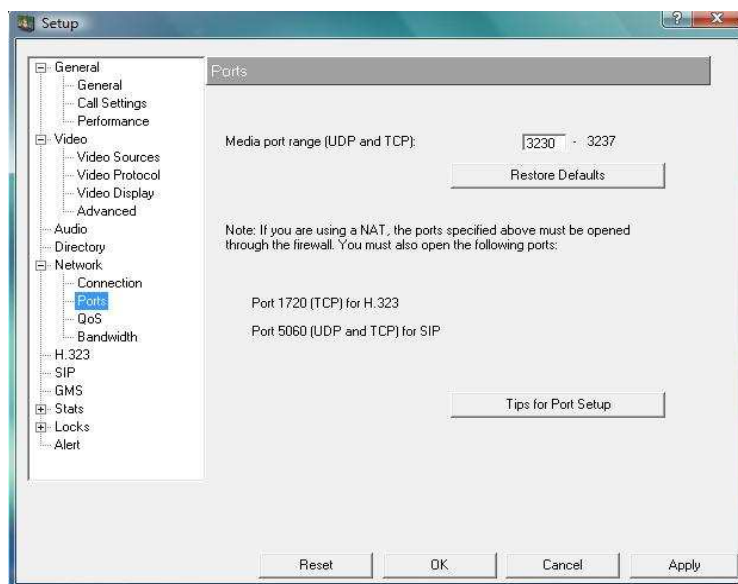 Setup
General
General
Call Settings
Performance
Video
Video Sources
Video Protocol
Video Display
Advanced
Audio
Directory
Network
Connection
Ports
QoS
Bandwidth
H.323
SIP
GMS
Stats
Locks
Alert
Ports
Media port range (UDP and TCP): 3230 - 3237
Restore Defaults
Note: If you are using a NAT, the ports specified above must be opened
through the firewall. You must also open the following ports:
Port 1720 (TCP) for H.323
Port 5060 (UDP and TCP) for SIP
Tips for Port Setup
Reset OK Cancel Apply